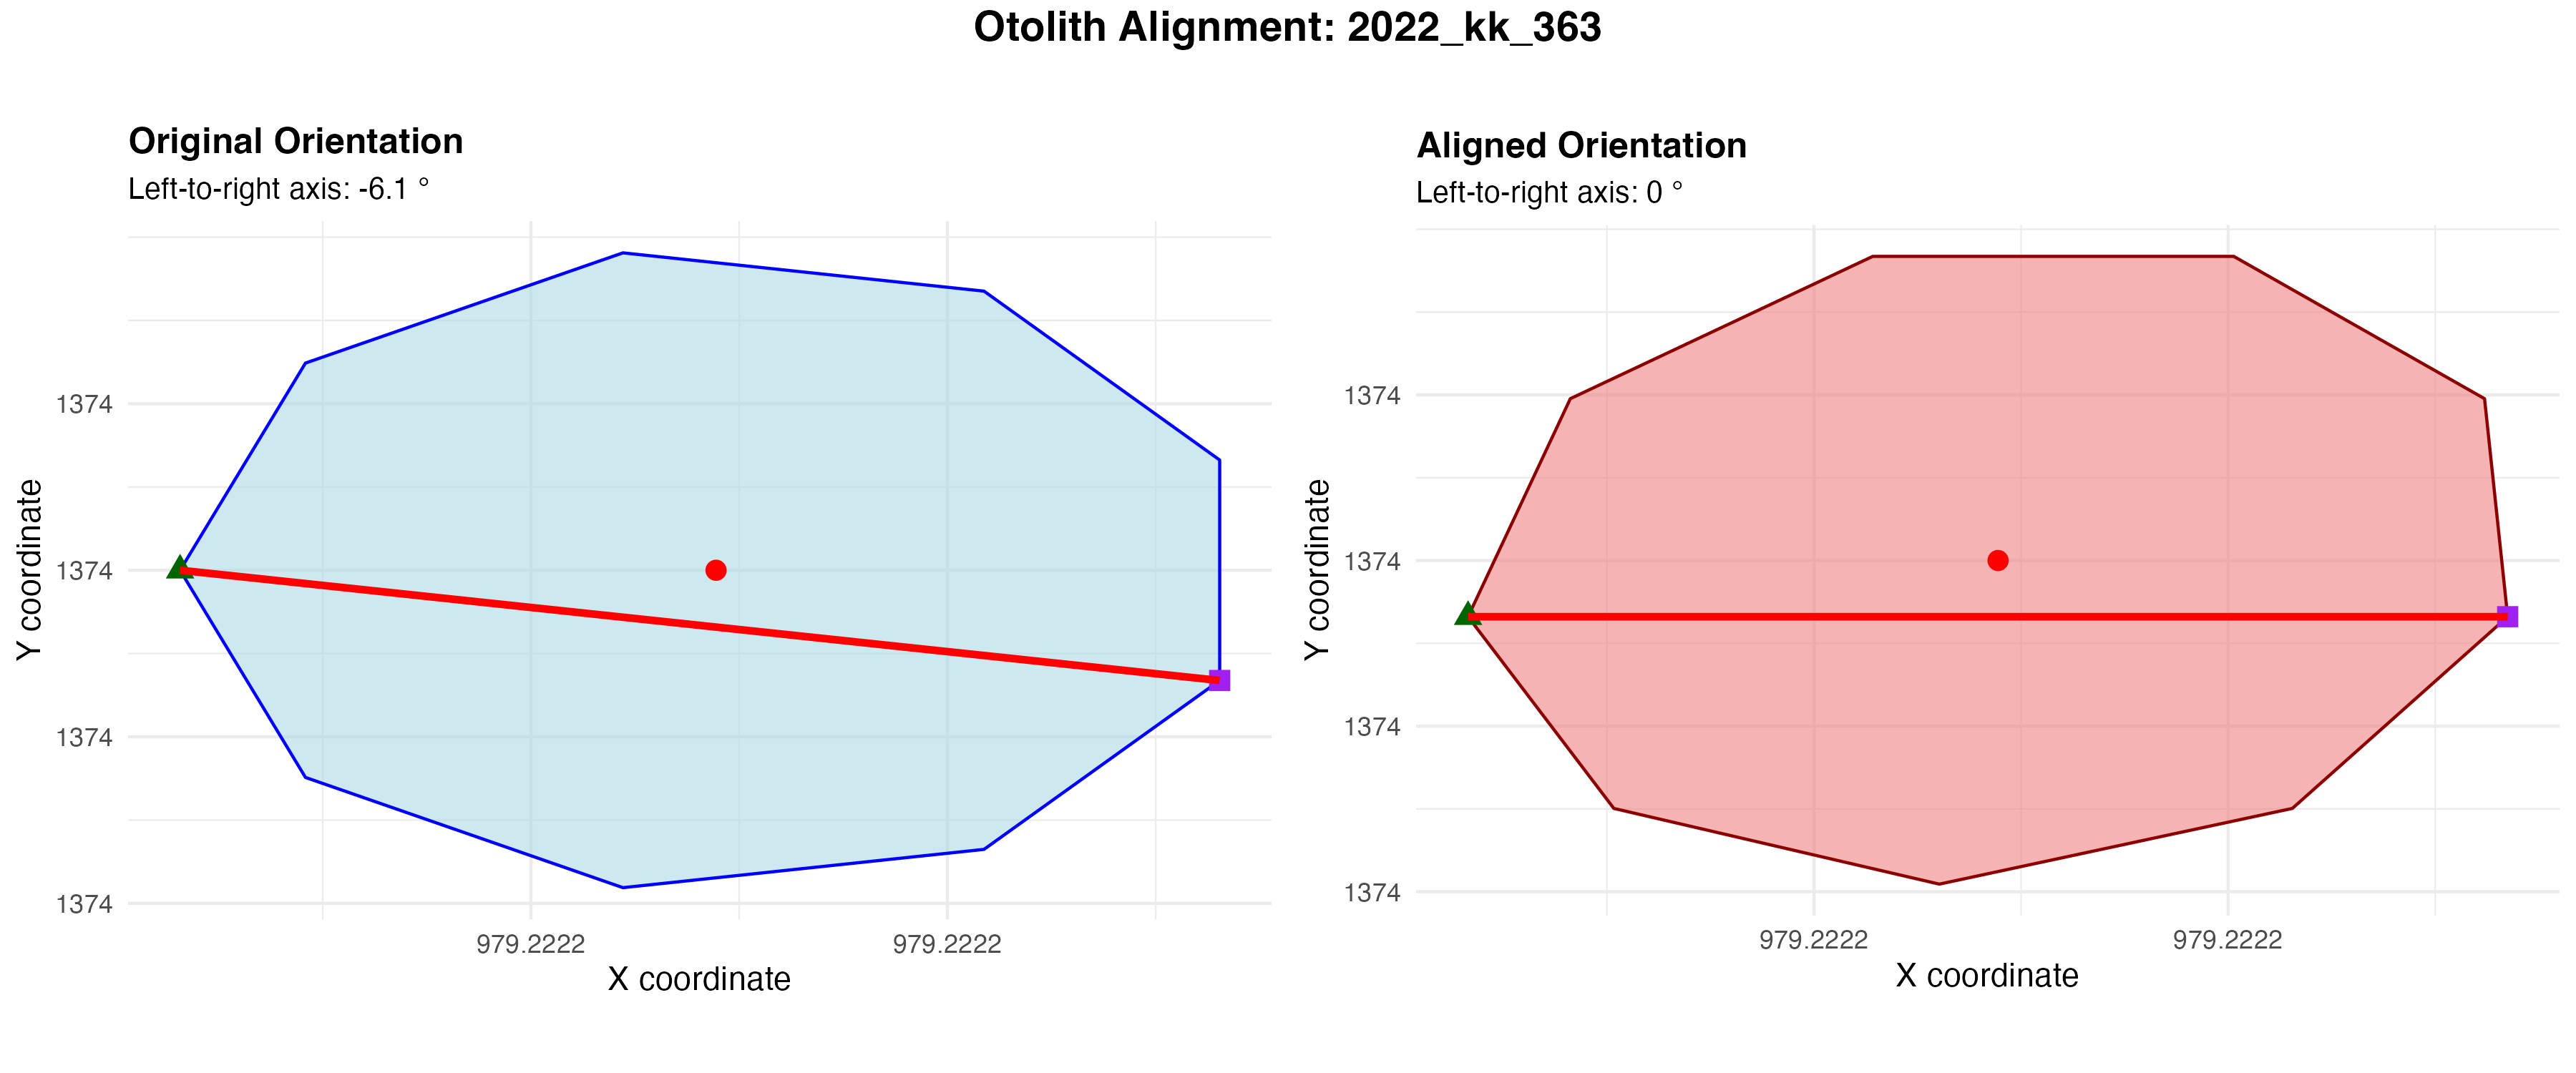 Otolith Alignment: 2022_kk_363
Original Orientation
Left-to-right axis: -6.1 °
Y coordinate
1374
1374
1374
1374
979.2222
979.2222
X coordinate
Aligned Orientation
Left-to-right axis: 0 °
Y coordinate
1374
1374
1374
1374
979.2222
979.2222
X coordinate